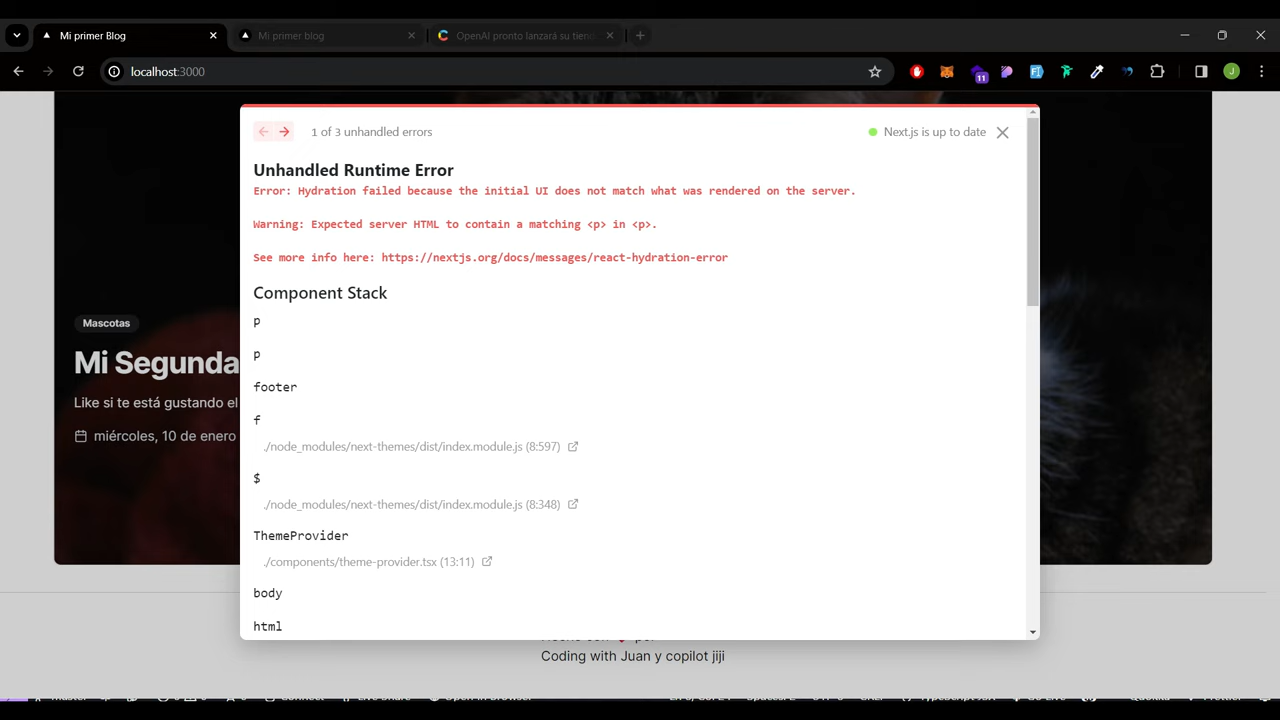 Mi primer Blog
Mi primer blog
OpenAI pronto lanzará su tiend
localhost:3000
11
J
1 of 3 unhandled errors
Next.js is up to date
Unhandled Runtime Error
Error: Hydration failed because the initial UI does not match what was rendered on the server.
Warning: Expected server HTML to contain a matching <p> in <p>.
See more info here: https://nextjs.org/docs/messages/react-hydration-error
Component Stack
p
p
footer
f
./node_modules/next-themes/dist/index.module.js (8:597)
$
./node_modules/next-themes/dist/index.module.js (8:348)
ThemeProvider
./components/theme-provider.tsx (13:11)
body
html
Mascotas
Mi Segunda
Like si te está gustando el
miércoles, 10 de enero
Coding with Juan y copilot jiji